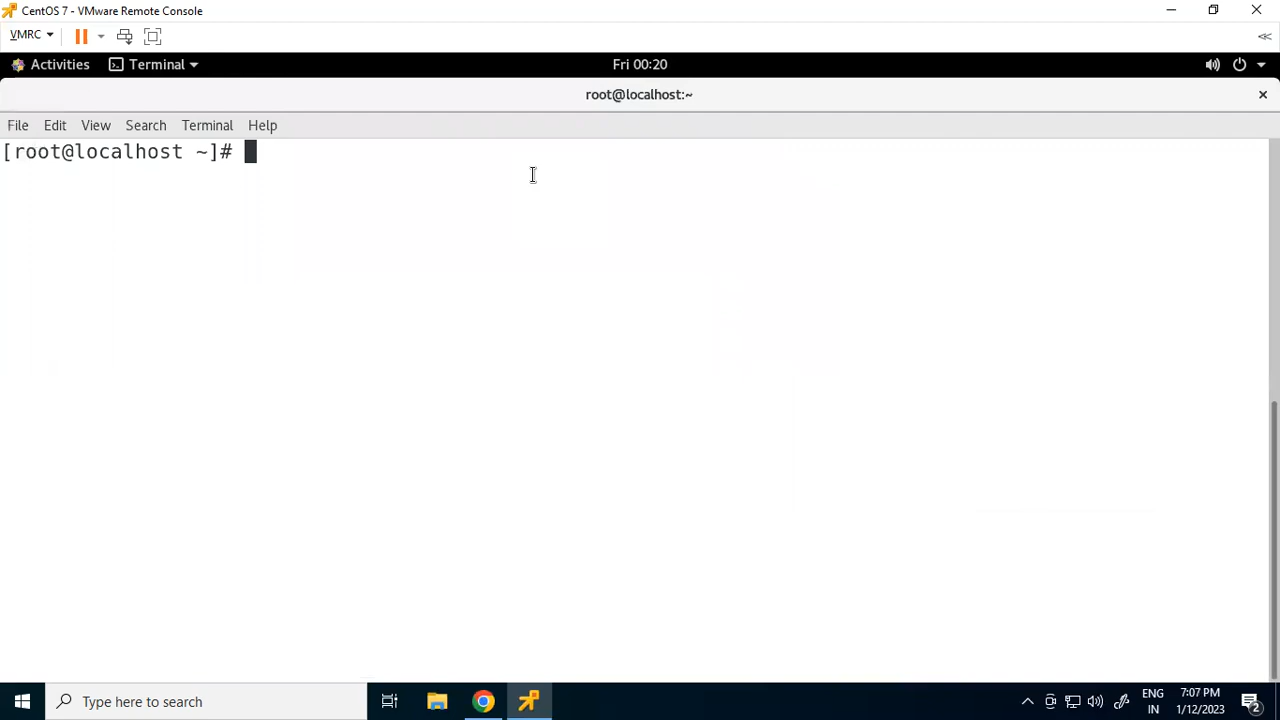 CentOS 7 - VMware Remote Console
VMRC
Activities Terminal Fri 00:20
root@localhost:~
File Edit View Search Terminal Help
[root@localhost ~]#
Type here to search
ENG
IN
7:07 PM
1/12/2023
2